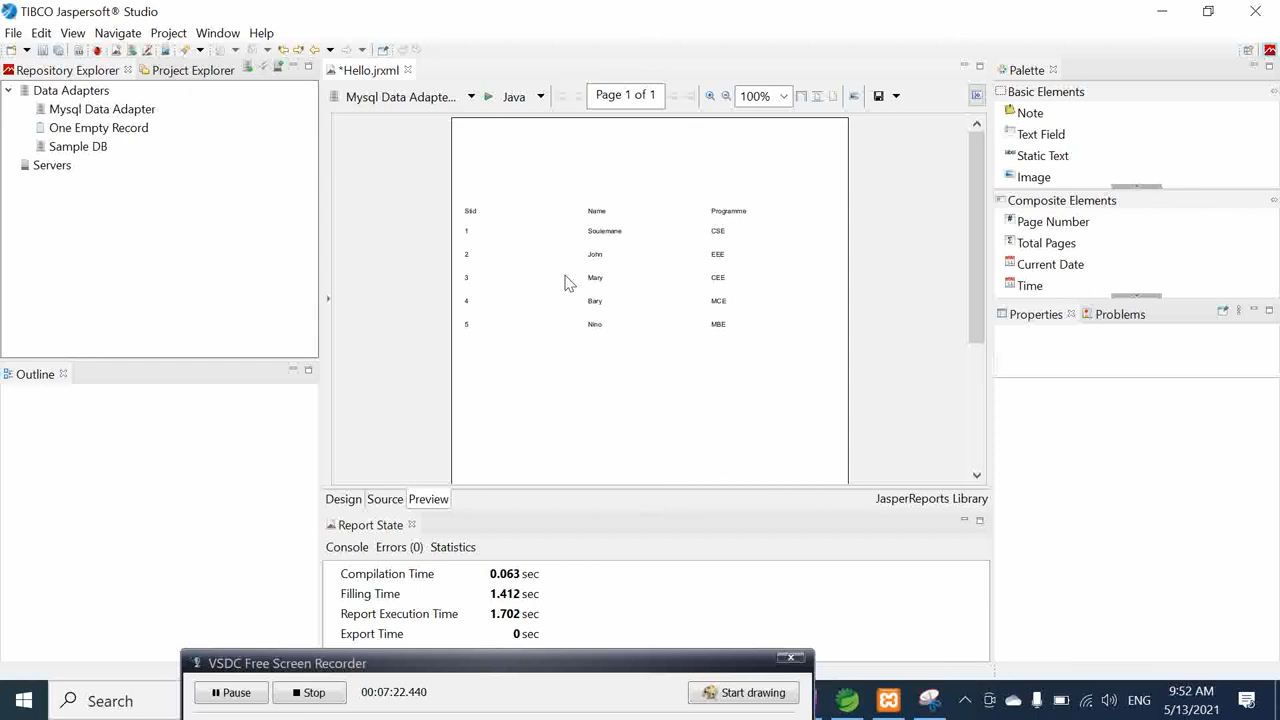 TIBCO Jaspersoft® Studio
File Edit View Navigate Project Window Help
Repository Explorer Project Explorer
Data Adapters
Mysql Data Adapter
One Empty Record
Sample DB
Servers
Outline
*Hello.jrxml
Mysql Data Adapte... Java Page 1 of 1 100%
Stid Name Programme
1 Soulemane CSE
2 John EEE
3 Mary CEE
4 Bary MCE
5 Nino MBE
Design Source Preview JasperReports Library
Report State
Console Errors (0) Statistics
Compilation Time 0.063 sec
Filling Time 1.412 sec
Report Execution Time 1.702 sec
Export Time 0 sec
Palette
Basic Elements
Note
Text Field
label Static Text
Image
Composite Elements
# Page Number
Σ Total Pages
Current Date
Time
Properties Problems
VSDC Free Screen Recorder
Pause Stop 00:07:22.440 Start drawing
Search
ENG
9:52 AM
5/13/2021